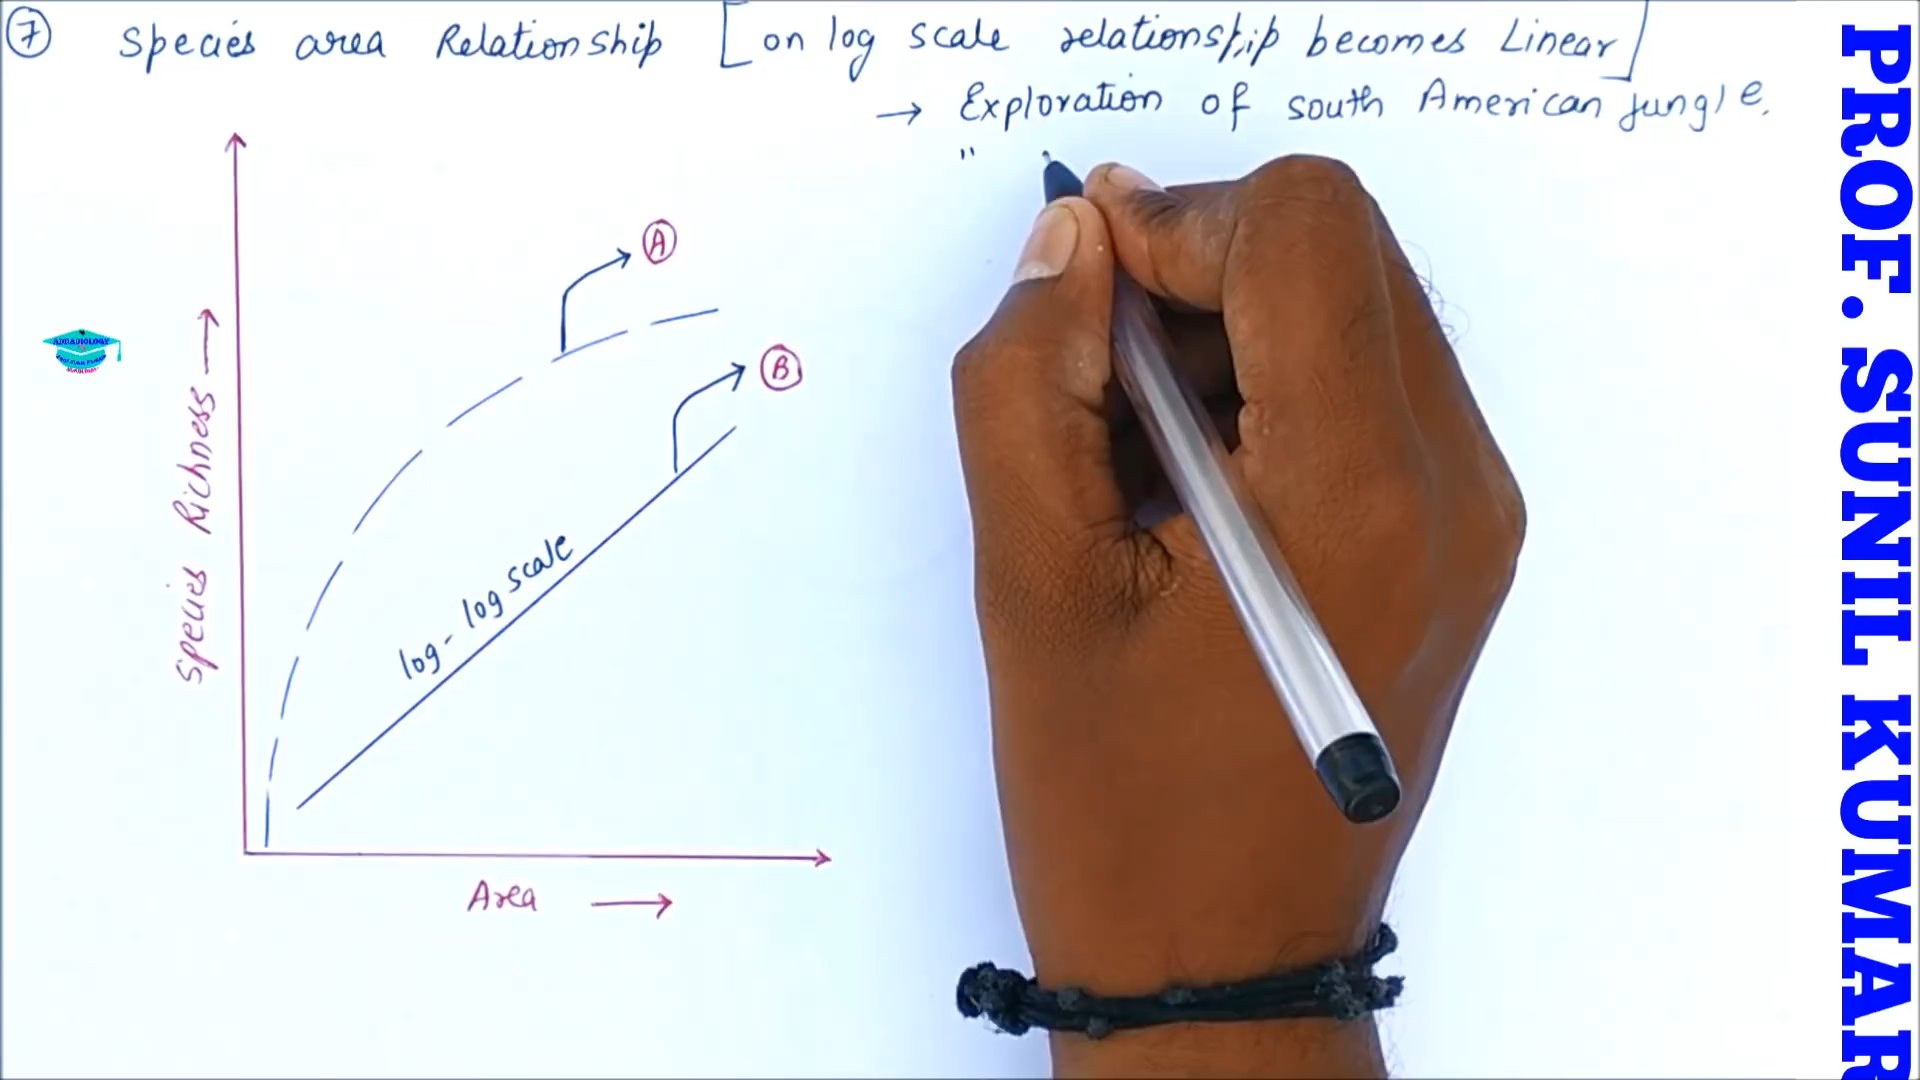 7 Species area Relationship [on log scale relationship becomes Linear]
→ Exploration of south American jungle.
"
A
B
log-log scale
Species Richness →
Area →
PROF. SUNIL KUMAR